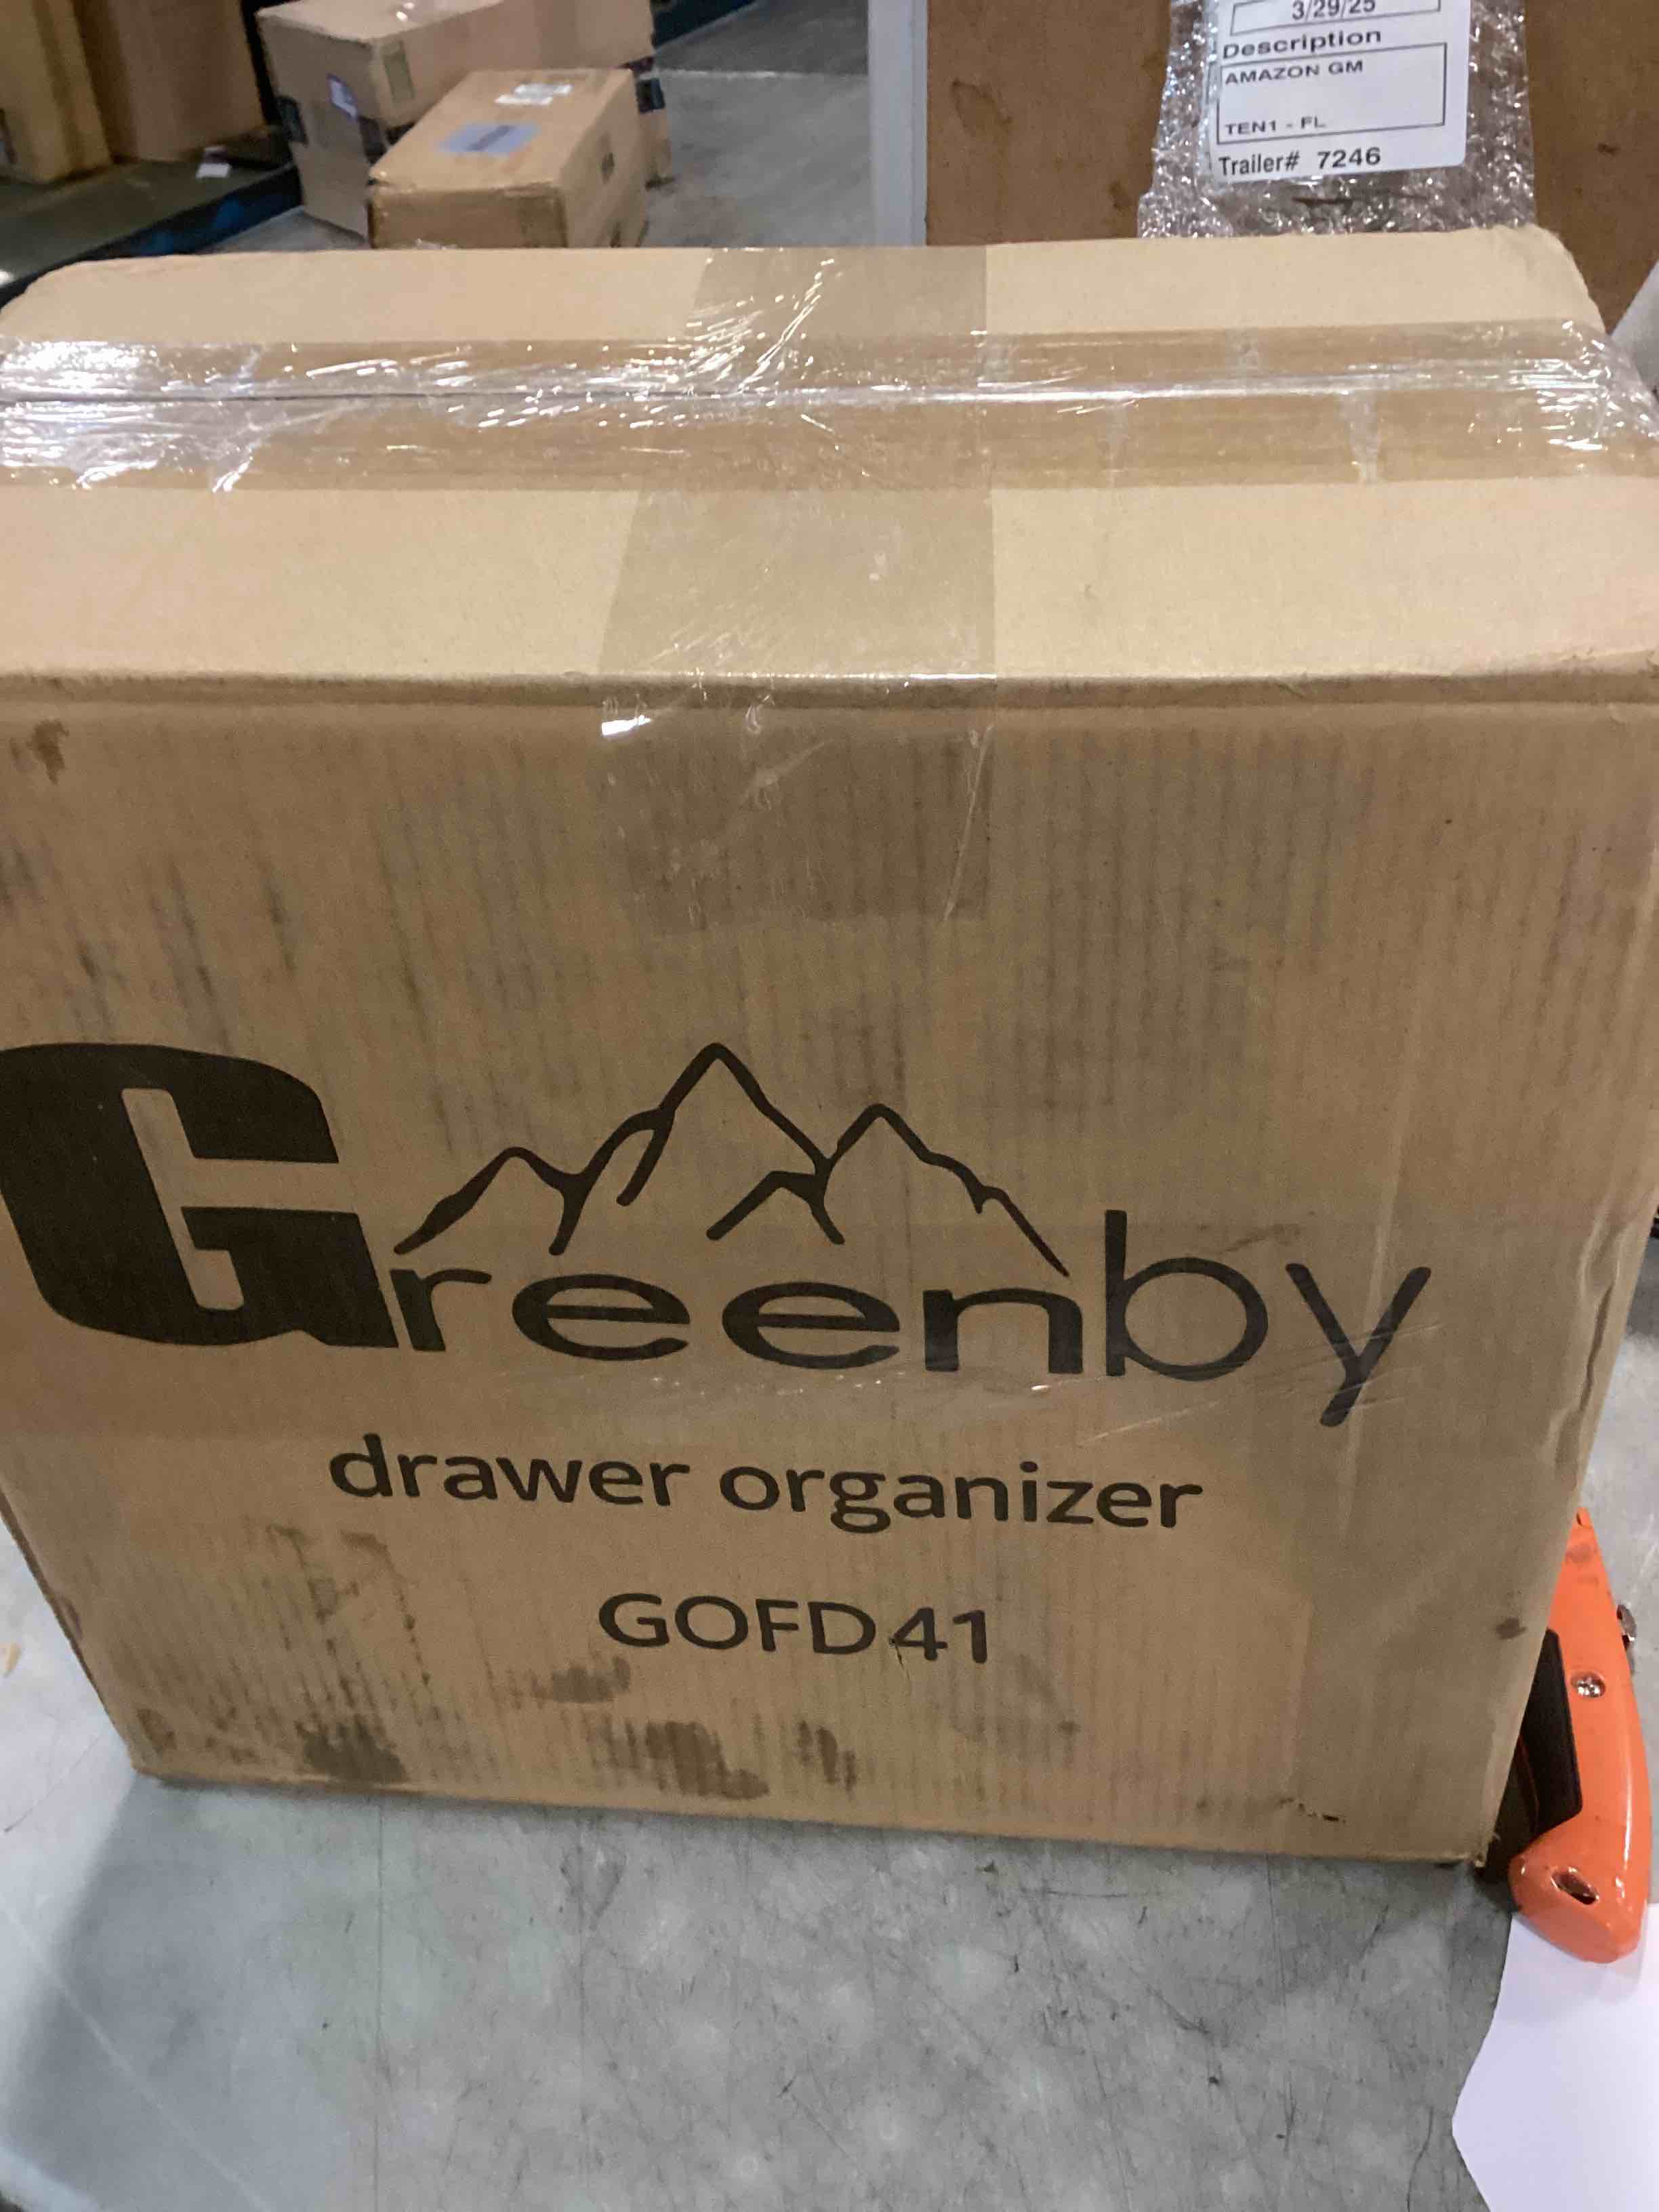 3/29/25
Description
AMAZON GM
TEN1 - FL
Trailer# 7246
Greenby
drawer organizer
GOFD41